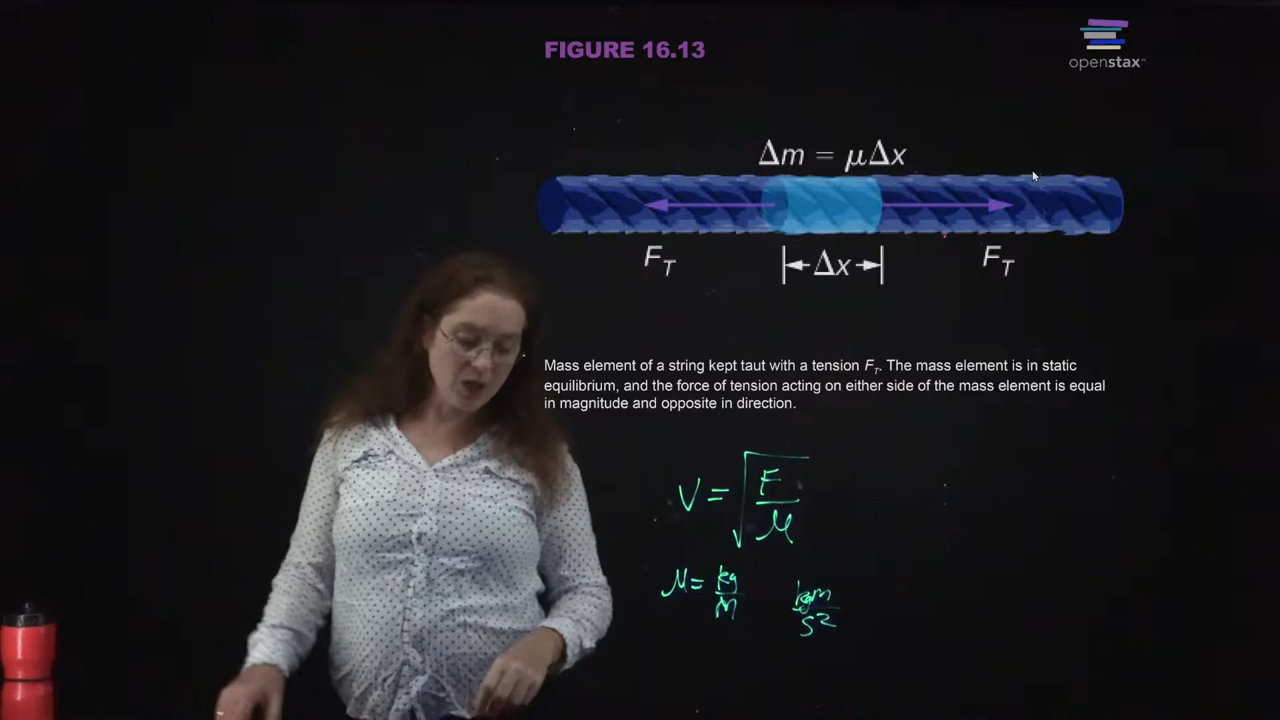 FIGURE 16.13
openstax™
Δm = μΔx
F_T
Δx
F_T
Mass element of a string kept taut with a tension F_T. The mass element is in static
equilibrium, and the force of tension acting on either side of the mass element is equal
in magnitude and opposite in direction.
V = √(F/μ)
μ = kg/m kgm/s²